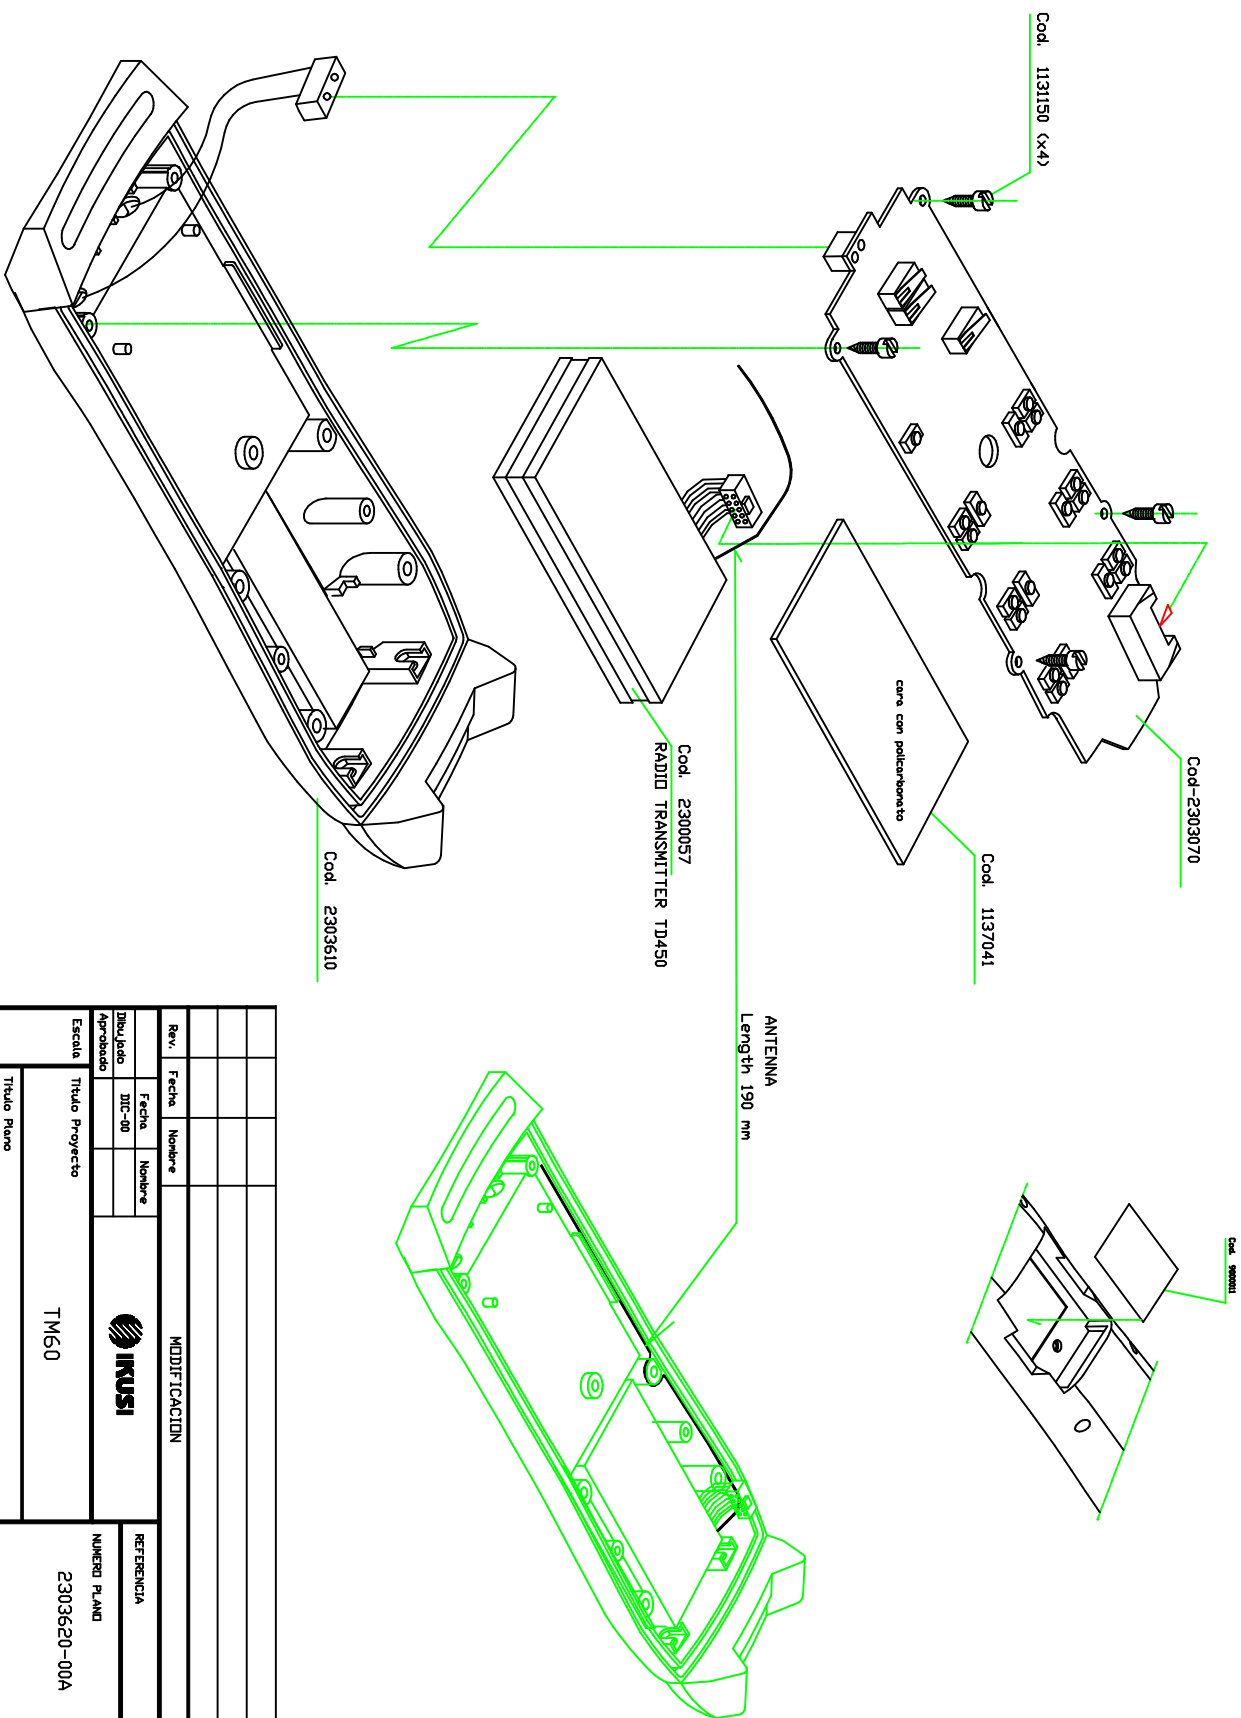 Cod. 1131150 (x4)
Cod-2303070
Cod. 9800011
cara con policarbonato
Cod. 1137041
Cod. 2300057
RADIO TRANSMITTER TD450
ANTENNA
Length 190 mm
Cod. 2303610
Rev.
Fecha
Nombre
MODIFICACION
Fecha
Nombre
Dibujado
DIC-00
Aprobado
IKUSI
REFERENCIA
Escala
Titulo Proyecto
TM60
NUMERO PLANO
2303620-00A
Titulo Plano